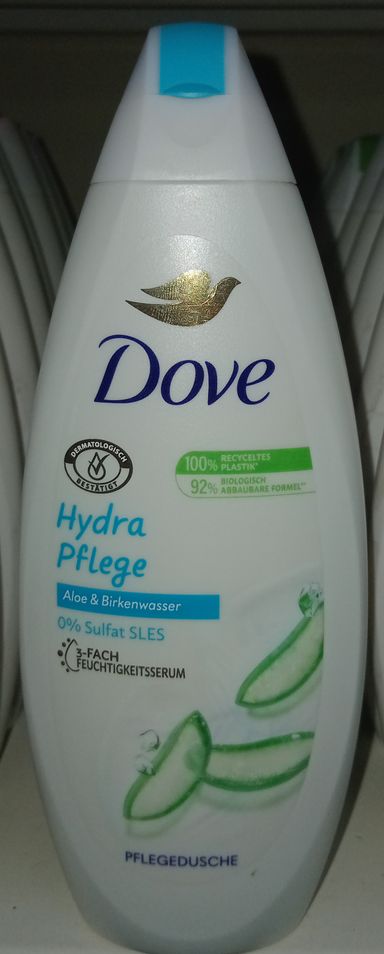 Dove
DERMATOLOGISCH
BESTÄTIGT
100% RECYCELTES
PLASTIK*
92% BIOLOGISCH
ABBAUBARE FORMEL**
Hydra
Pflege
Aloe & Birkenwasser
0% Sulfat SLES
3-FACH
FEUCHTIGKEITSSERUM
PFLEGEDUSCHE